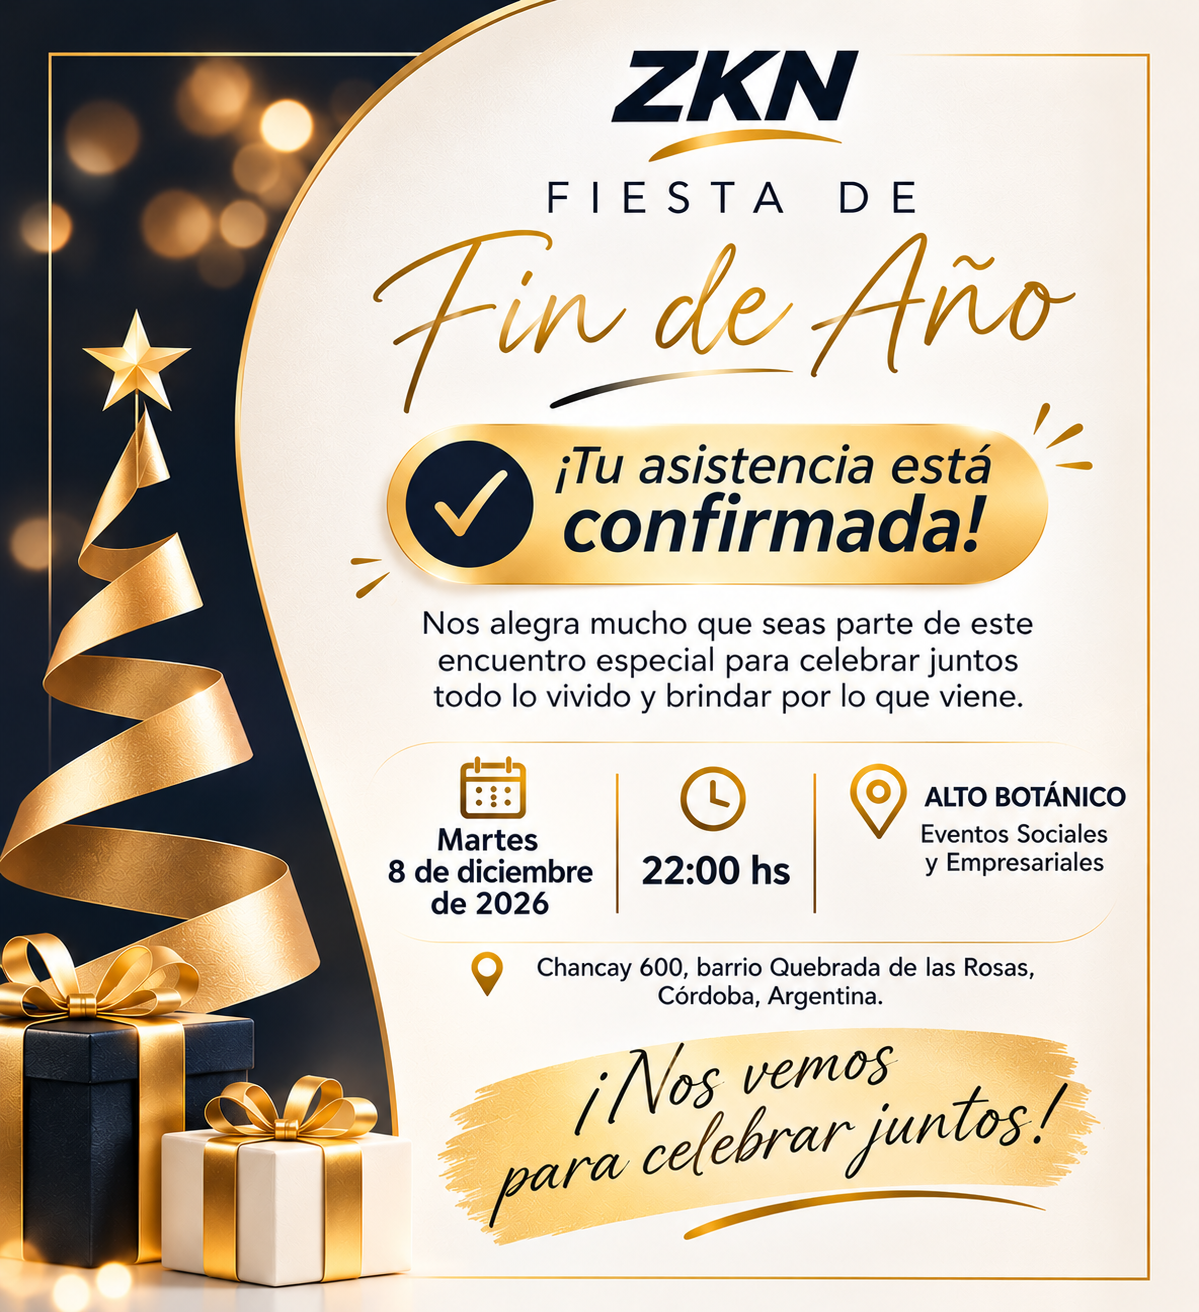 ZKN
FIESTA DE
Fin de Año
¡Tu asistencia está
confirmada!
Nos alegra mucho que seas parte de este
encuentro especial para celebrar juntos
todo lo vivido y brindar por lo que viene.
Martes
8 de diciembre
de 2026
22:00 hs
ALTO BOTÁNICO
Eventos Sociales
y Empresariales
Chancay 600, barrio Quebrada de las Rosas,
Córdoba, Argentina.
¡Nos vemos
para celebrar juntos!